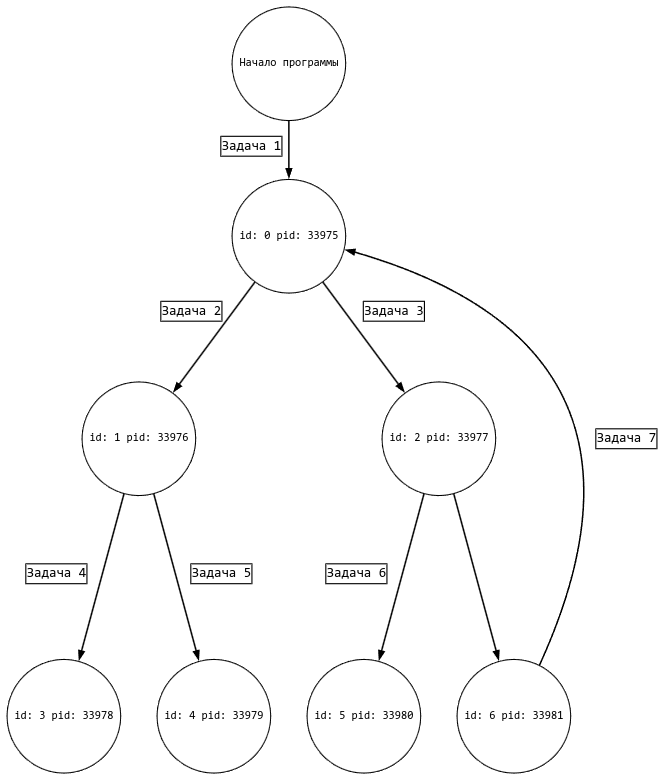 Начало программы
Задача 1
id: 0 pid: 33975
Задача 2
Задача 3
id: 1 pid: 33976
id: 2 pid: 33977
Задача 7
Задача 4
Задача 5
Задача 6
id: 3 pid: 33978
id: 4 pid: 33979
id: 5 pid: 33980
id: 6 pid: 33981